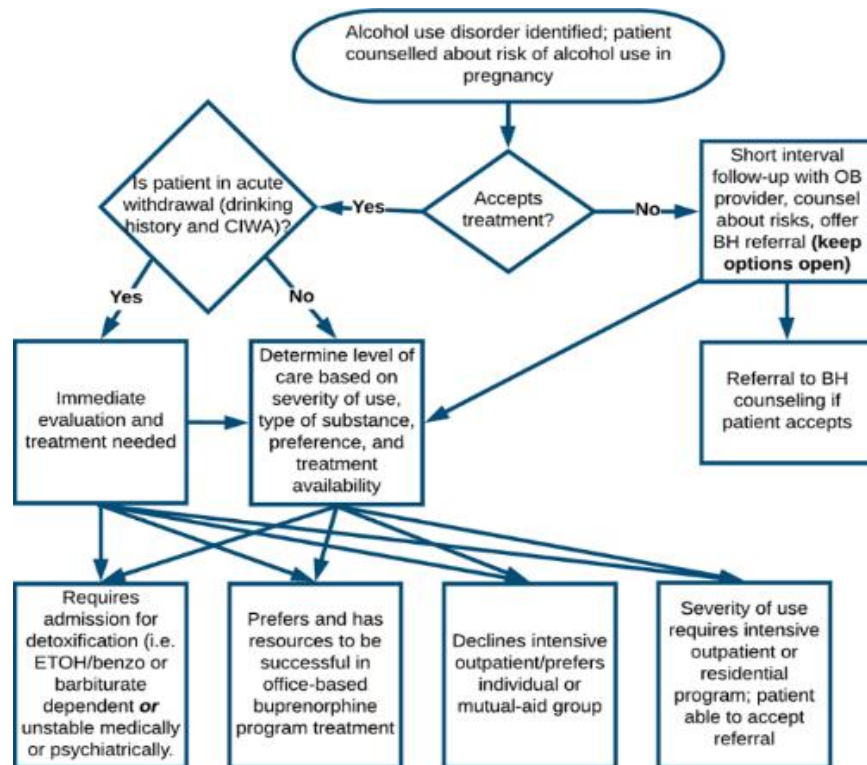 Alcohol use disorder identified; patient
counselled about risk of alcohol use in
pregnancy
Is patient in acute
withdrawal (drinking
history and CIWA)?
Yes
Accepts
treatment?
No
Short interval
follow-up with OB
provider, counsel
about risks, offer
BH referral (keep
options open)
Yes
No
Immediate
evaluation and
treatment needed
Determine level of
care based on
severity of use,
type of substance,
preference, and
treatment
availability
Referral to BH
counseling if
patient accepts
Requires
admission for
detoxification (i.e.
ETOH/benzo or
barbiturate
dependent or
unstable medically
or psychiatrically.
Prefers and has
resources to be
successful in
office-based
buprenorphine
program treatment
Declines intensive
outpatient/prefers
individual or
mutual-aid group
Severity of use
requires intensive
outpatient or
residential
program; patient
able to accept
referral